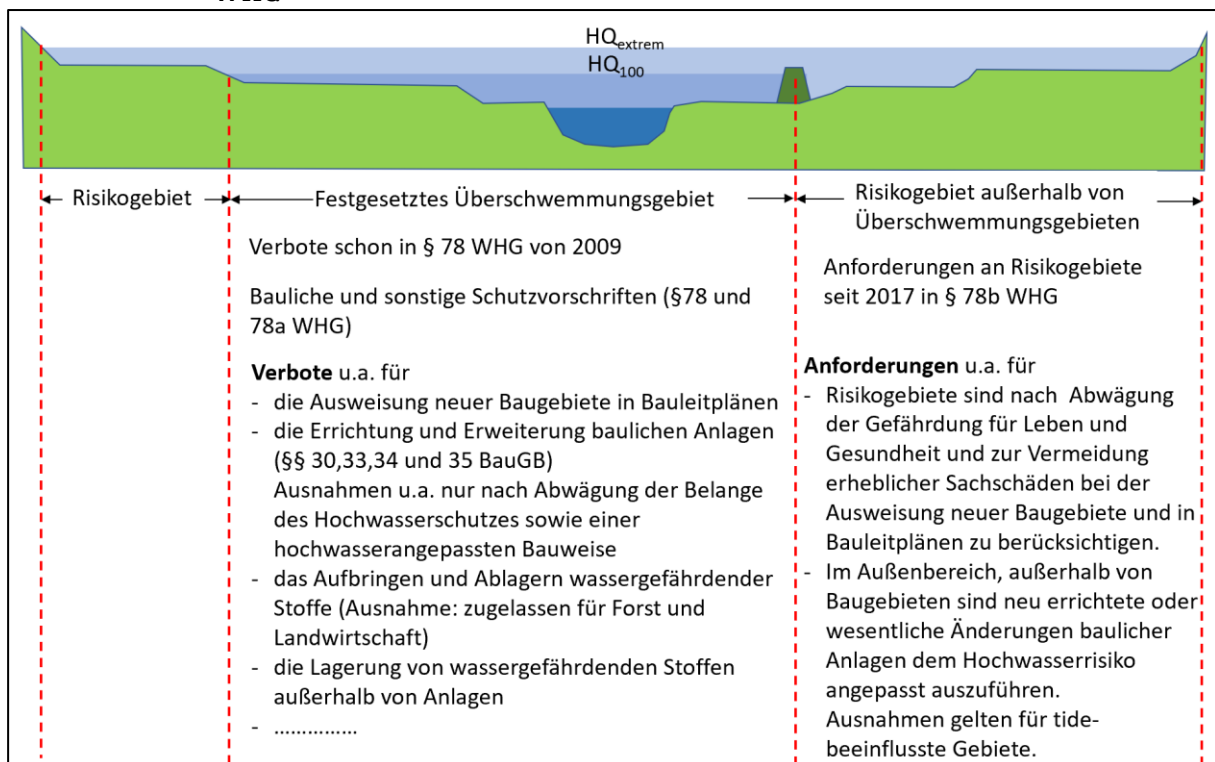 HQextrem
HQ100
Risikogebiet
Festgesetztes Überschwemmungsgebiet
Risikogebiet außerhalb von
Überschwemmungsgebieten
Verbote schon in § 78 WHG von 2009
Bauliche und sonstige Schutzvorschriften (§78 und
78a WHG)
Verbote u.a. für
- die Ausweisung neuer Baugebiete in Bauleitplänen
- die Errichtung und Erweiterung baulichen Anlagen
(§§ 30,33,34 und 35 BauGB)
Ausnahmen u.a. nur nach Abwägung der Belange
des Hochwasserschutzes sowie einer
hochwasserangepassten Bauweise
- das Aufbringen und Ablagern wassergefährdender
Stoffe (Ausnahme: zugelassen für Forst und
Landwirtschaft)
- die Lagerung von wassergefährdenden Stoffen
außerhalb von Anlagen
- ……………
Anforderungen an Risikogebiete
seit 2017 in § 78b WHG
Anforderungen u.a. für
- Risikogebiete sind nach Abwägung
der Gefährdung für Leben und
Gesundheit und zur Vermeidung
erheblicher Sachschäden bei der
Ausweisung neuer Baugebiete und in
Bauleitplänen zu berücksichtigen.
- Im Außenbereich, außerhalb von
Baugebieten sind neu errichtete oder
wesentliche Änderungen baulicher
Anlagen dem Hochwasserrisiko
angepasst auszuführen.
Ausnahmen gelten für tide-
beeinflusste Gebiete.